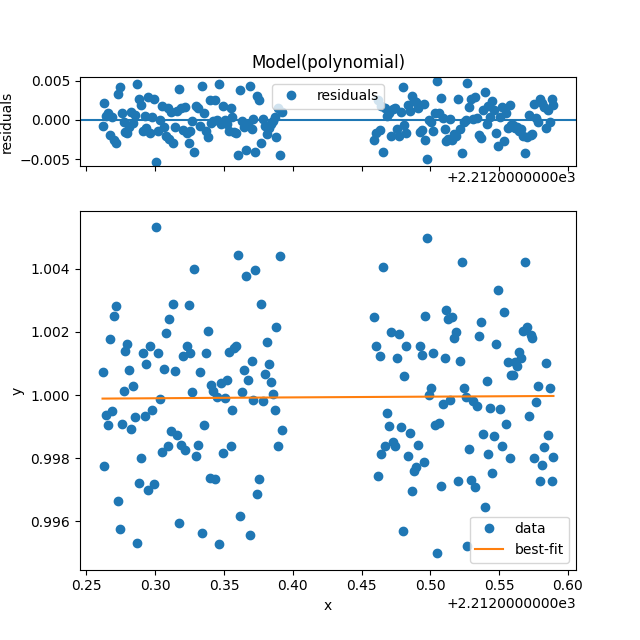 Model(polynomial)
0.005
0.000
−0.005
residuals
residuals
+2.2120000000e3
1.004
1.002
1.000
0.998
0.996
y
data
best-fit
0.25 0.30 0.35 0.40 0.45 0.50 0.55 0.60
x
+2.2120000000e3